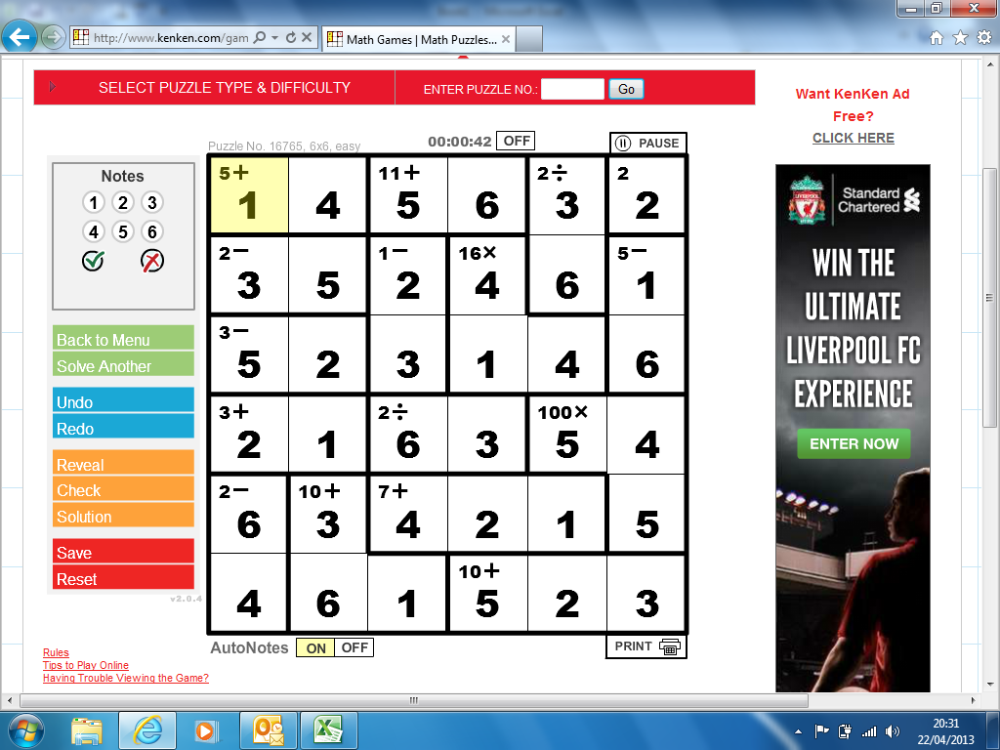 http://www.kenken.com/gam
Math Games | Math Puzzles...
SELECT PUZZLE TYPE & DIFFICULTY
ENTER PUZZLE NO.:
Go
Want KenKen Ad
Free?
CLICK HERE
Puzzle No. 16765, 6x6, easy
00:00:42
OFF
PAUSE
Notes
1 2 3
4 5 6
Back to Menu
Solve Another
Undo
Redo
Reveal
Check
Solution
Save
Reset
v2.0.4
5+ 11+ 2÷ 2
1 4 5 6 3 2
2− 1− 16× 5−
3 5 2 4 6 1
3−
5 2 3 1 4 6
3+ 2÷ 100×
2 1 6 3 5 4
2− 10+ 7+
6 3 4 2 1 5
10+
4 6 1 5 2 3
AutoNotes
ON
OFF
PRINT
Rules
Tips to Play Online
Having Trouble Viewing the Game?
LIVERPOOL
Standard
Chartered
WIN THE
ULTIMATE
LIVERPOOL FC
EXPERIENCE
ENTER NOW
20:31
22/04/2013